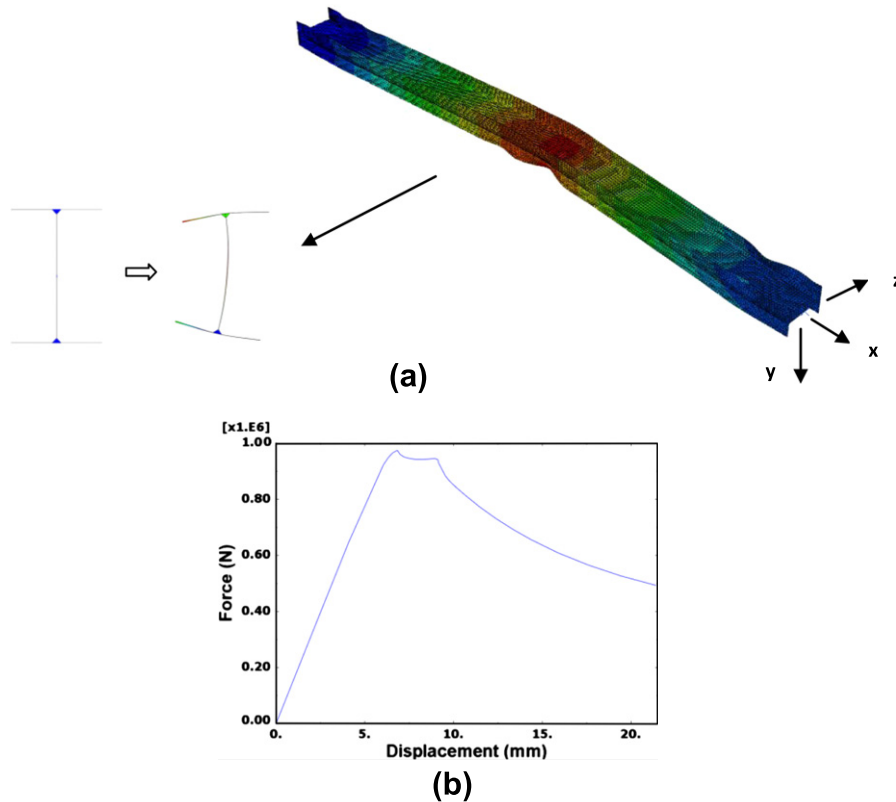 z
x
y
(a)
[x1.E6]
1.00
0.80
0.60
0.40
0.20
0.00
Force (N)
0. 5. 10. 15. 20.
Displacement (mm)
(b)